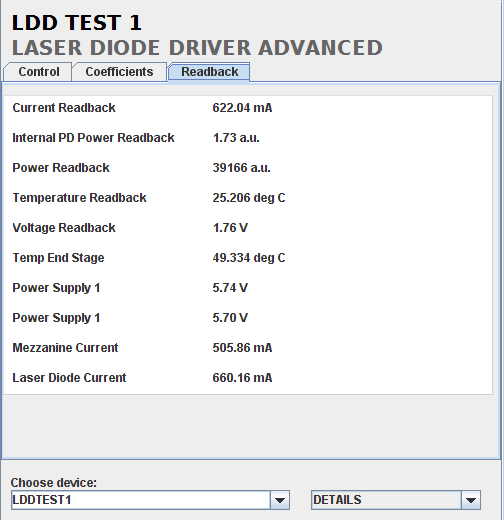 LDD TEST 1
LASER DIODE DRIVER ADVANCED
Control Coefficients Readback
Current Readback 622.04 mA
Internal PD Power Readback 1.73 a.u.
Power Readback 39166 a.u.
Temperature Readback 25.206 deg C
Voltage Readback 1.76 V
Temp End Stage 49.334 deg C
Power Supply 1 5.74 V
Power Supply 1 5.70 V
Mezzanine Current 505.86 mA
Laser Diode Current 660.16 mA
Choose device:
LDDTEST1 DETAILS